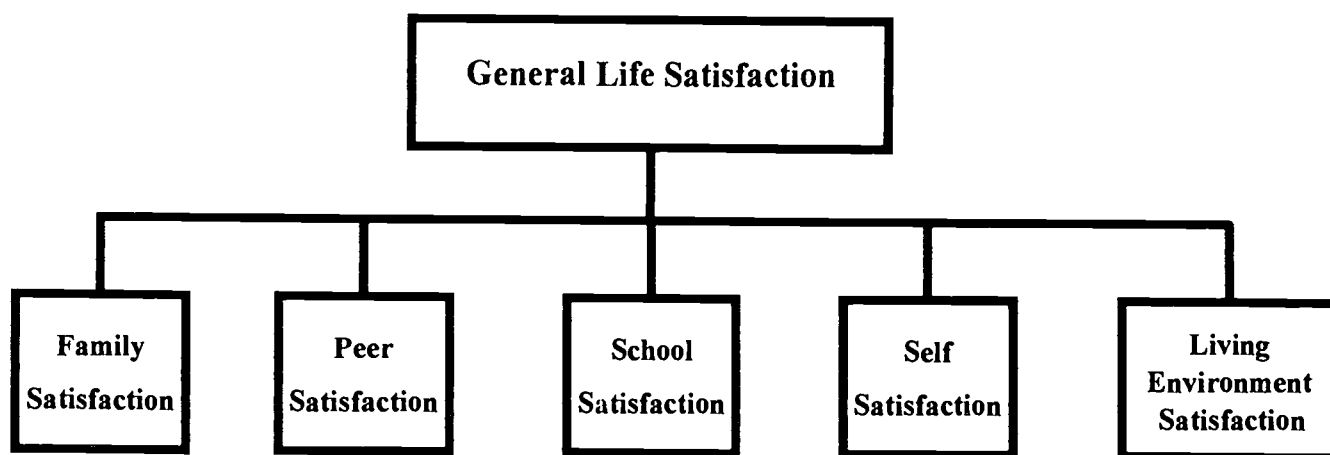 General Life Satisfaction
Family
Satisfaction
Peer
Satisfaction
School
Satisfaction
Self
Satisfaction
Living
Environment
Satisfaction